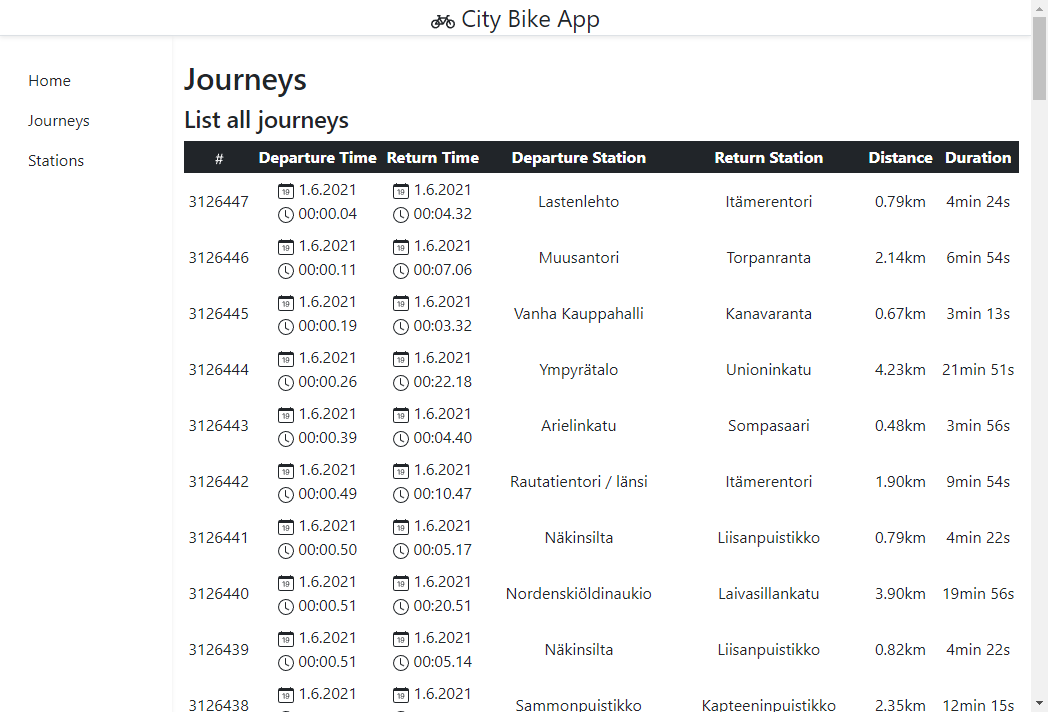 City Bike App
Home
Journeys
Stations
Journeys
List all journeys
# Departure Time Return Time Departure Station Return Station Distance Duration
3126447 1.6.2021 00:00.04 1.6.2021 00:04.32 Lastenlehto Itämerentori 0.79km 4min 24s
3126446 1.6.2021 00:00.11 1.6.2021 00:07.06 Muusantori Torpanranta 2.14km 6min 54s
3126445 1.6.2021 00:00.19 1.6.2021 00:03.32 Vanha Kauppahalli Kanavaranta 0.67km 3min 13s
3126444 1.6.2021 00:00.26 1.6.2021 00:22.18 Ympyrätalo Unioninkatu 4.23km 21min 51s
3126443 1.6.2021 00:00.39 1.6.2021 00:04.40 Arielinkatu Sompasaari 0.48km 3min 56s
3126442 1.6.2021 00:00.49 1.6.2021 00:10.47 Rautatientori / länsi Itämerentori 1.90km 9min 54s
3126441 1.6.2021 00:00.50 1.6.2021 00:05.17 Näkinsilta Liisanpuistikko 0.79km 4min 22s
3126440 1.6.2021 00:00.51 1.6.2021 00:20.51 Nordenskiöldinaukio Laivasillankatu 3.90km 19min 56s
3126439 1.6.2021 00:00.51 1.6.2021 00:05.14 Näkinsilta Liisanpuistikko 0.82km 4min 22s
3126438 1.6.2021 1.6.2021 Sammonpuistikko Kapteeninpuistikko 2.35km 12min 15s